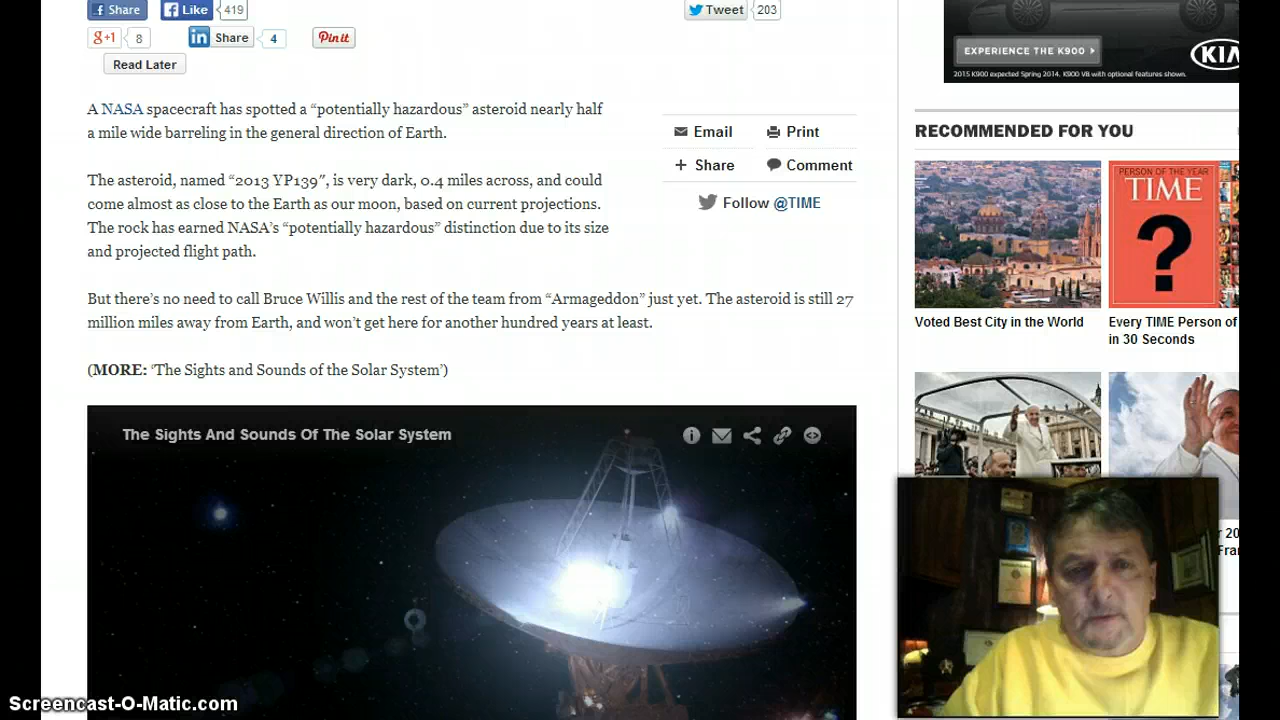 Share
Like
419
Tweet
203
+1
8
Share
4
Pin it
Read Later
EXPERIENCE THE K900
KIA
2015 K900 expected Spring 2014. K900 V8 with optional features shown.
A NASA spacecraft has spotted a “potentially hazardous” asteroid nearly half
a mile wide barreling in the general direction of Earth.
The asteroid, named “2013 YP139″, is very dark, 0.4 miles across, and could
come almost as close to the Earth as our moon, based on current projections.
The rock has earned NASA’s “potentially hazardous” distinction due to its size
and projected flight path.
Email
Print
+ Share
Comment
Follow @TIME
But there’s no need to call Bruce Willis and the rest of the team from “Armageddon” just yet. The asteroid is still 27
million miles away from Earth, and won’t get here for another hundred years at least.
(MORE: ‘The Sights and Sounds of the Solar System’)
The Sights And Sounds Of The Solar System
RECOMMENDED FOR YOU
PERSON OF THE YEAR
TIME
?
Voted Best City in the World
Every TIME Person of
in 30 Seconds
Screencast-O-Matic.com